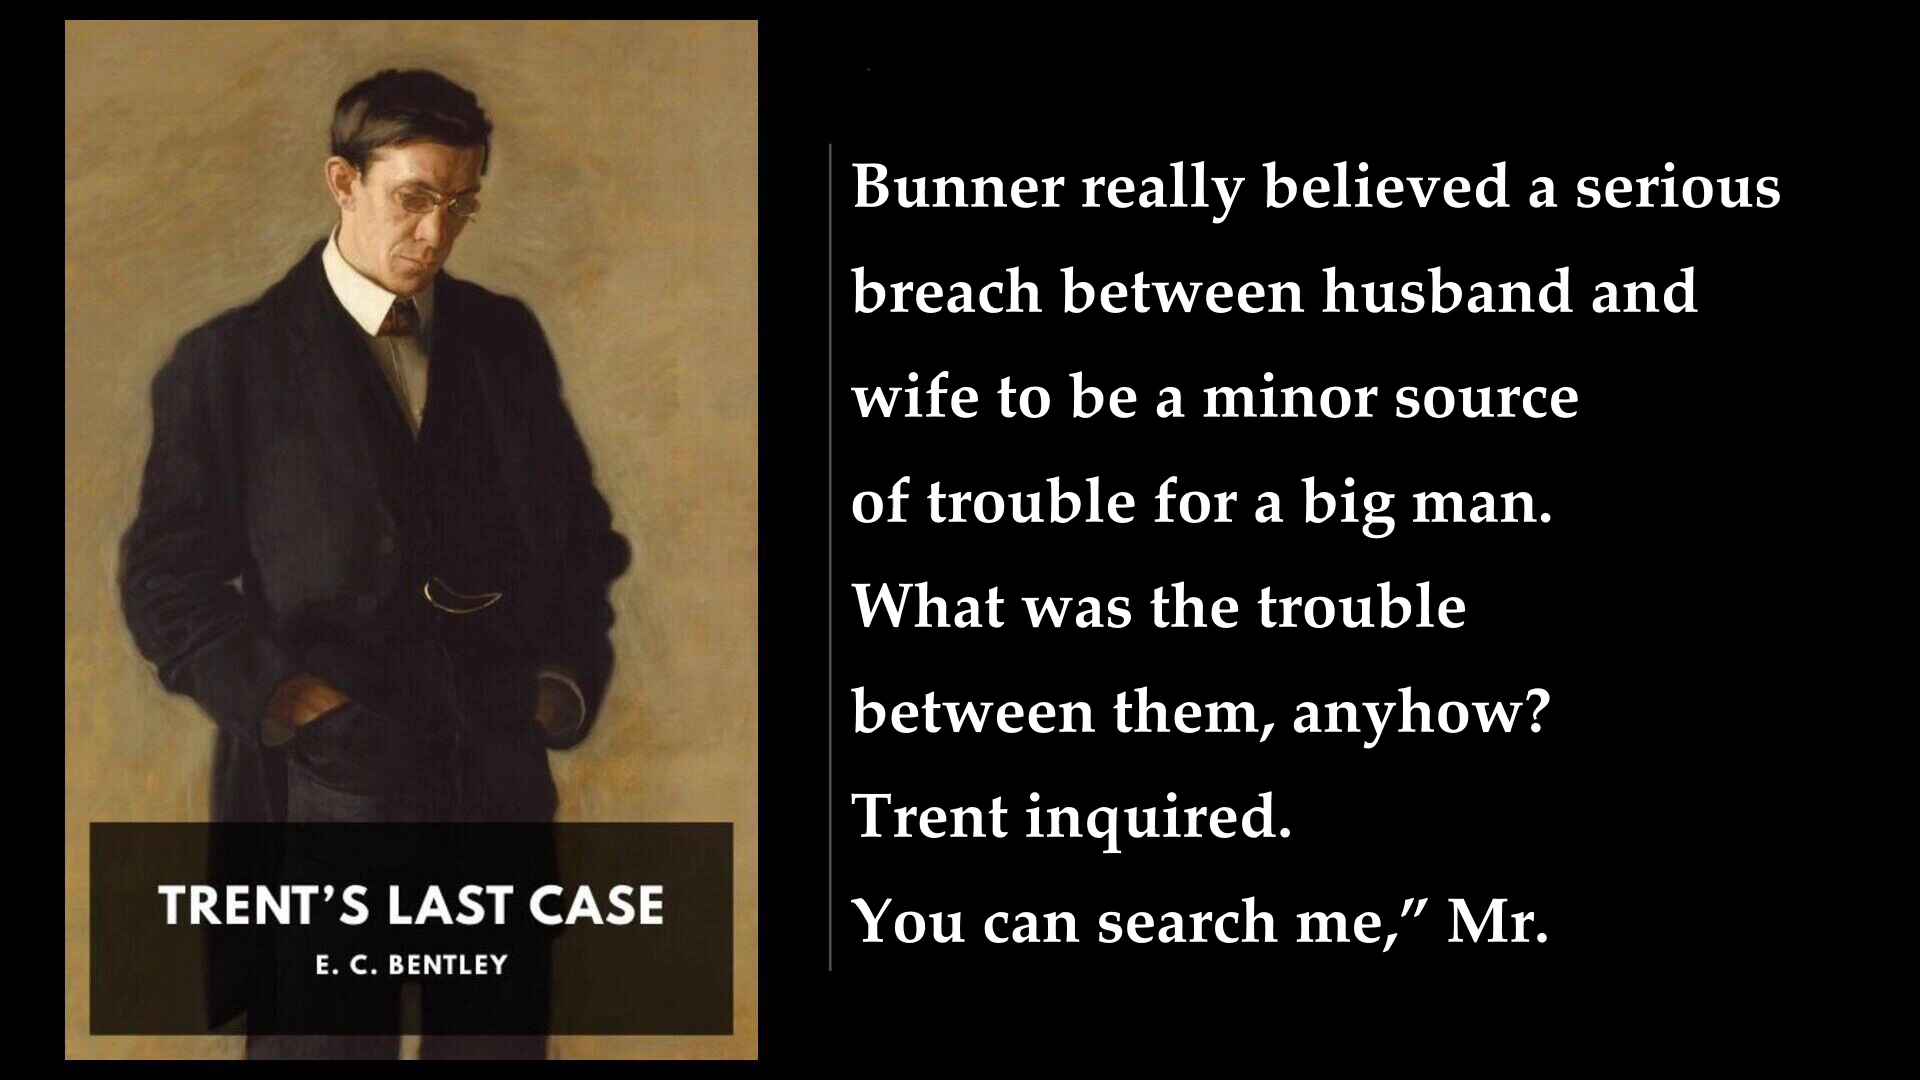 TRENT’S LAST CASE
E. C. BENTLEY
Bunner really believed a serious
breach between husband and
wife to be a minor source
of trouble for a big man.
What was the trouble
between them, anyhow?
Trent inquired.
You can search me,” Mr.